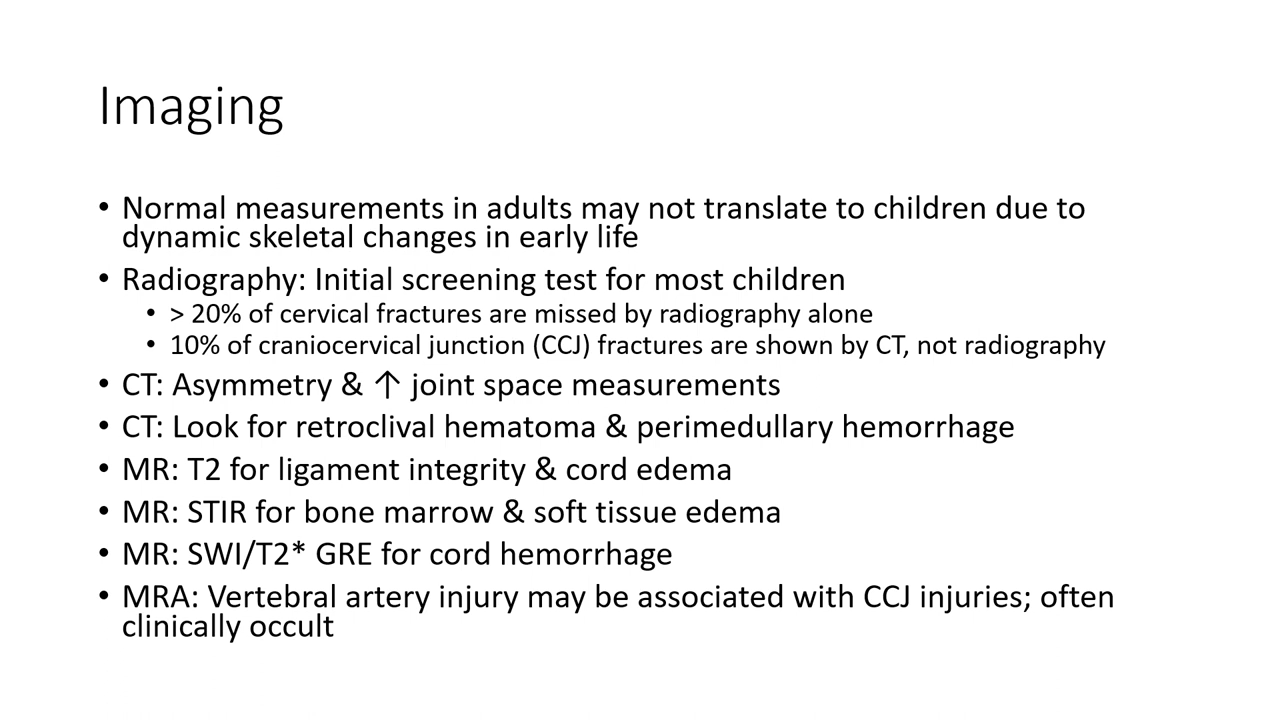 Imaging
• Normal measurements in adults may not translate to children due to
dynamic skeletal changes in early life
• Radiography: Initial screening test for most children
• > 20% of cervical fractures are missed by radiography alone
• 10% of craniocervical junction (CCJ) fractures are shown by CT, not radiography
• CT: Asymmetry & ↑ joint space measurements
• CT: Look for retroclival hematoma & perimedullary hemorrhage
• MR: T2 for ligament integrity & cord edema
• MR: STIR for bone marrow & soft tissue edema
• MR: SWI/T2* GRE for cord hemorrhage
• MRA: Vertebral artery injury may be associated with CCJ injuries; often
clinically occult